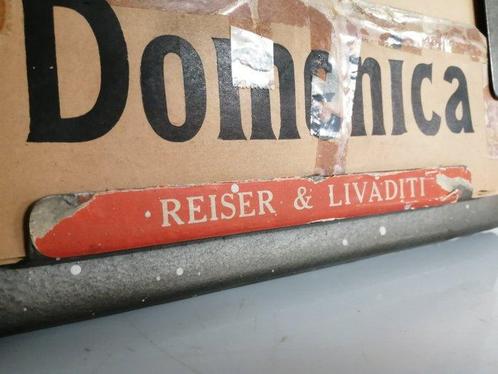 Domenica
REISER & LIVADITI